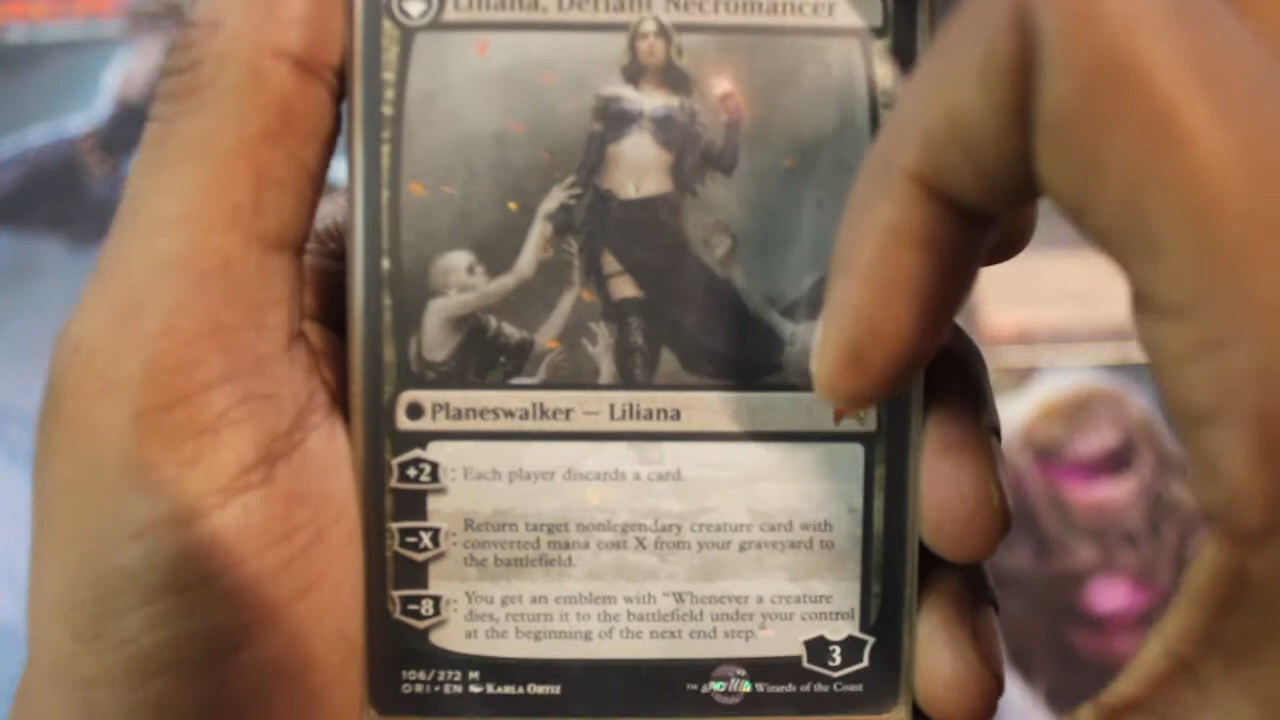 Liliana, Defiant Necromancer
Planeswalker — Liliana
+2 : Each player discards a card.
−X : Return target nonlegendary creature card with
converted mana cost X from your graveyard to
the battlefield.
−8 : You get an emblem with “Whenever a creature
dies, return it to the battlefield under your control
at the beginning of the next end step.”
3
106/272 M
ORI • EN Karla Ortiz
™ & Wizards of the Coast